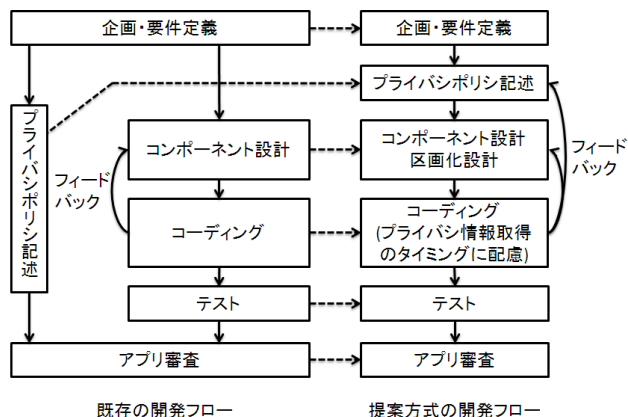 企画・要件定義
プライバシポリシ記述
コンポーネント設計
フィード
バック
コーディング
テスト
アプリ審査
既存の開発フロー
企画・要件定義
プライバシポリシ記述
コンポーネント設計
区画化設計
フィード
バック
コーディング
(プライバシ情報取得
のタイミングに配慮)
テスト
アプリ審査
提案方式の開発フロー